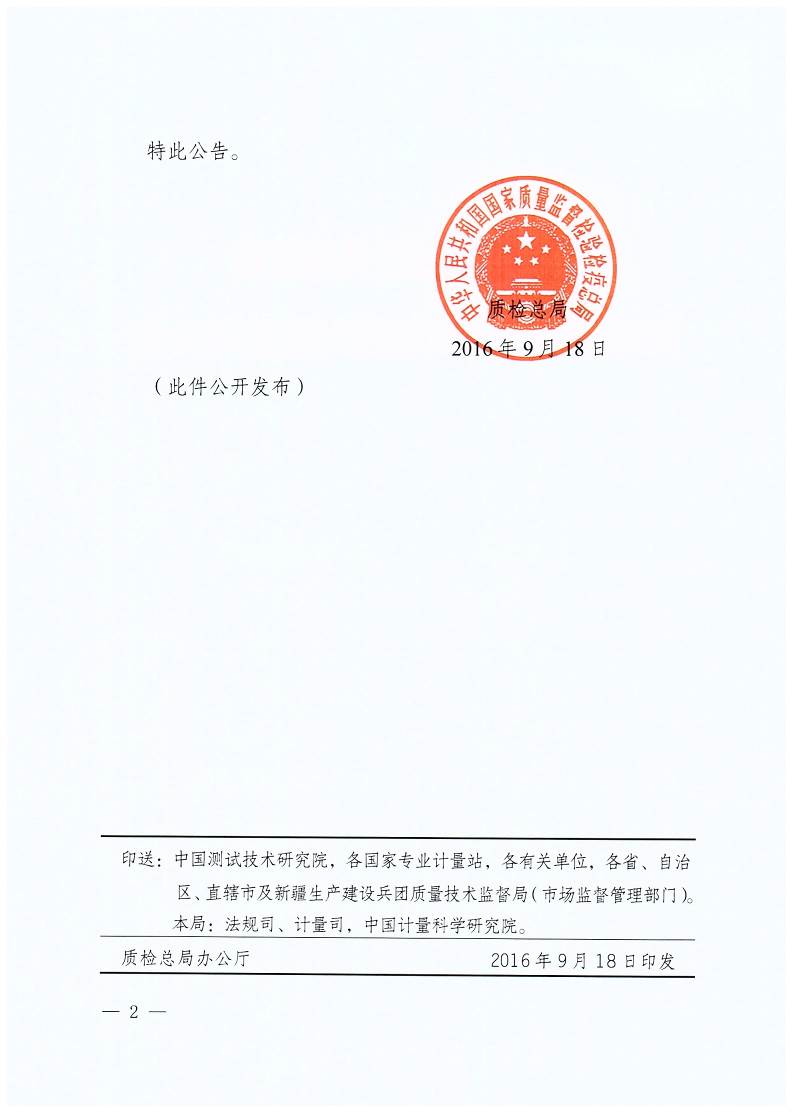 特此公告。
中华人民共和国国家质量监督检验检疫总局
质检总局
2016年9月18日
（此件公开发布）
印送：中国测试技术研究院，各国家专业计量站，各有关单位，各省、自治
区、直辖市及新疆生产建设兵团质量技术监督局（市场监督管理部门）。
本局：法规司、计量司，中国计量科学研究院。
质检总局办公厅 2016年9月18日印发
— 2 —